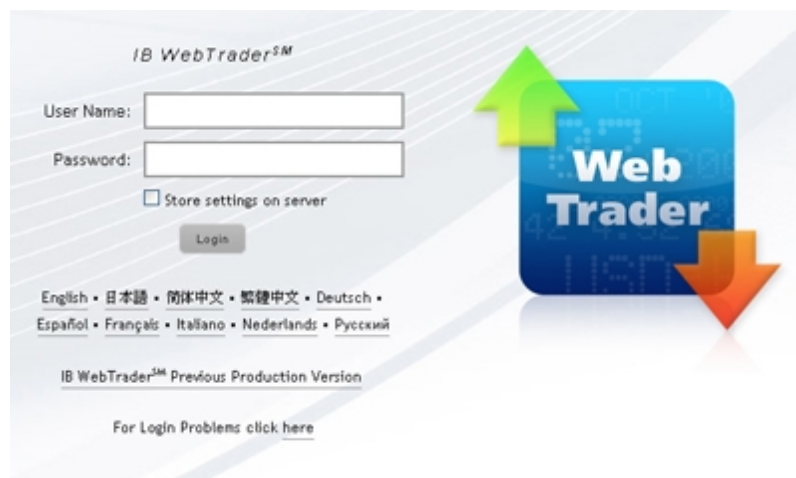 IB WebTrader℠
User Name:
Password:
Store settings on server
Login
English • 日本語 • 简体中文 • 繁體中文 • Deutsch •
Español • Français • Italiano • Nederlands • Русский
IB WebTrader℠ Previous Production Version
For Login Problems click here
Web
Trader